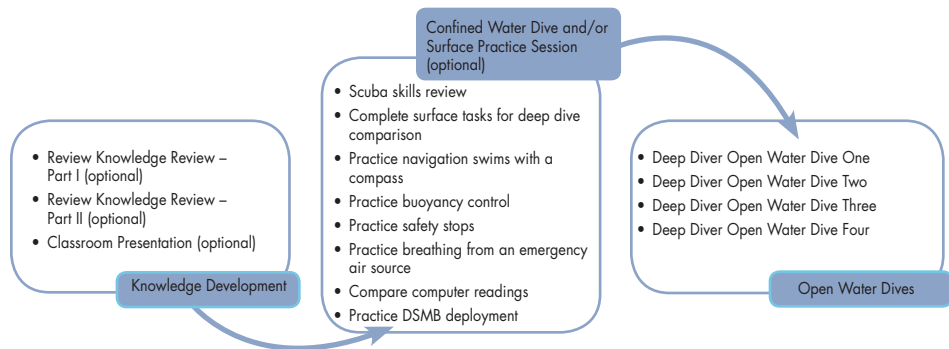 • Review Knowledge Review –
Part I (optional)
• Review Knowledge Review –
Part II (optional)
• Classroom Presentation (optional)
Knowledge Development
Confined Water Dive and/or
Surface Practice Session
(optional)
• Scuba skills review
• Complete surface tasks for deep dive
comparison
• Practice navigation swims with a
compass
• Practice buoyancy control
• Practice safety stops
• Practice breathing from an emergency
air source
• Compare computer readings
• Practice DSMB deployment
• Deep Diver Open Water Dive One
• Deep Diver Open Water Dive Two
• Deep Diver Open Water Dive Three
• Deep Diver Open Water Dive Four
Open Water Dives